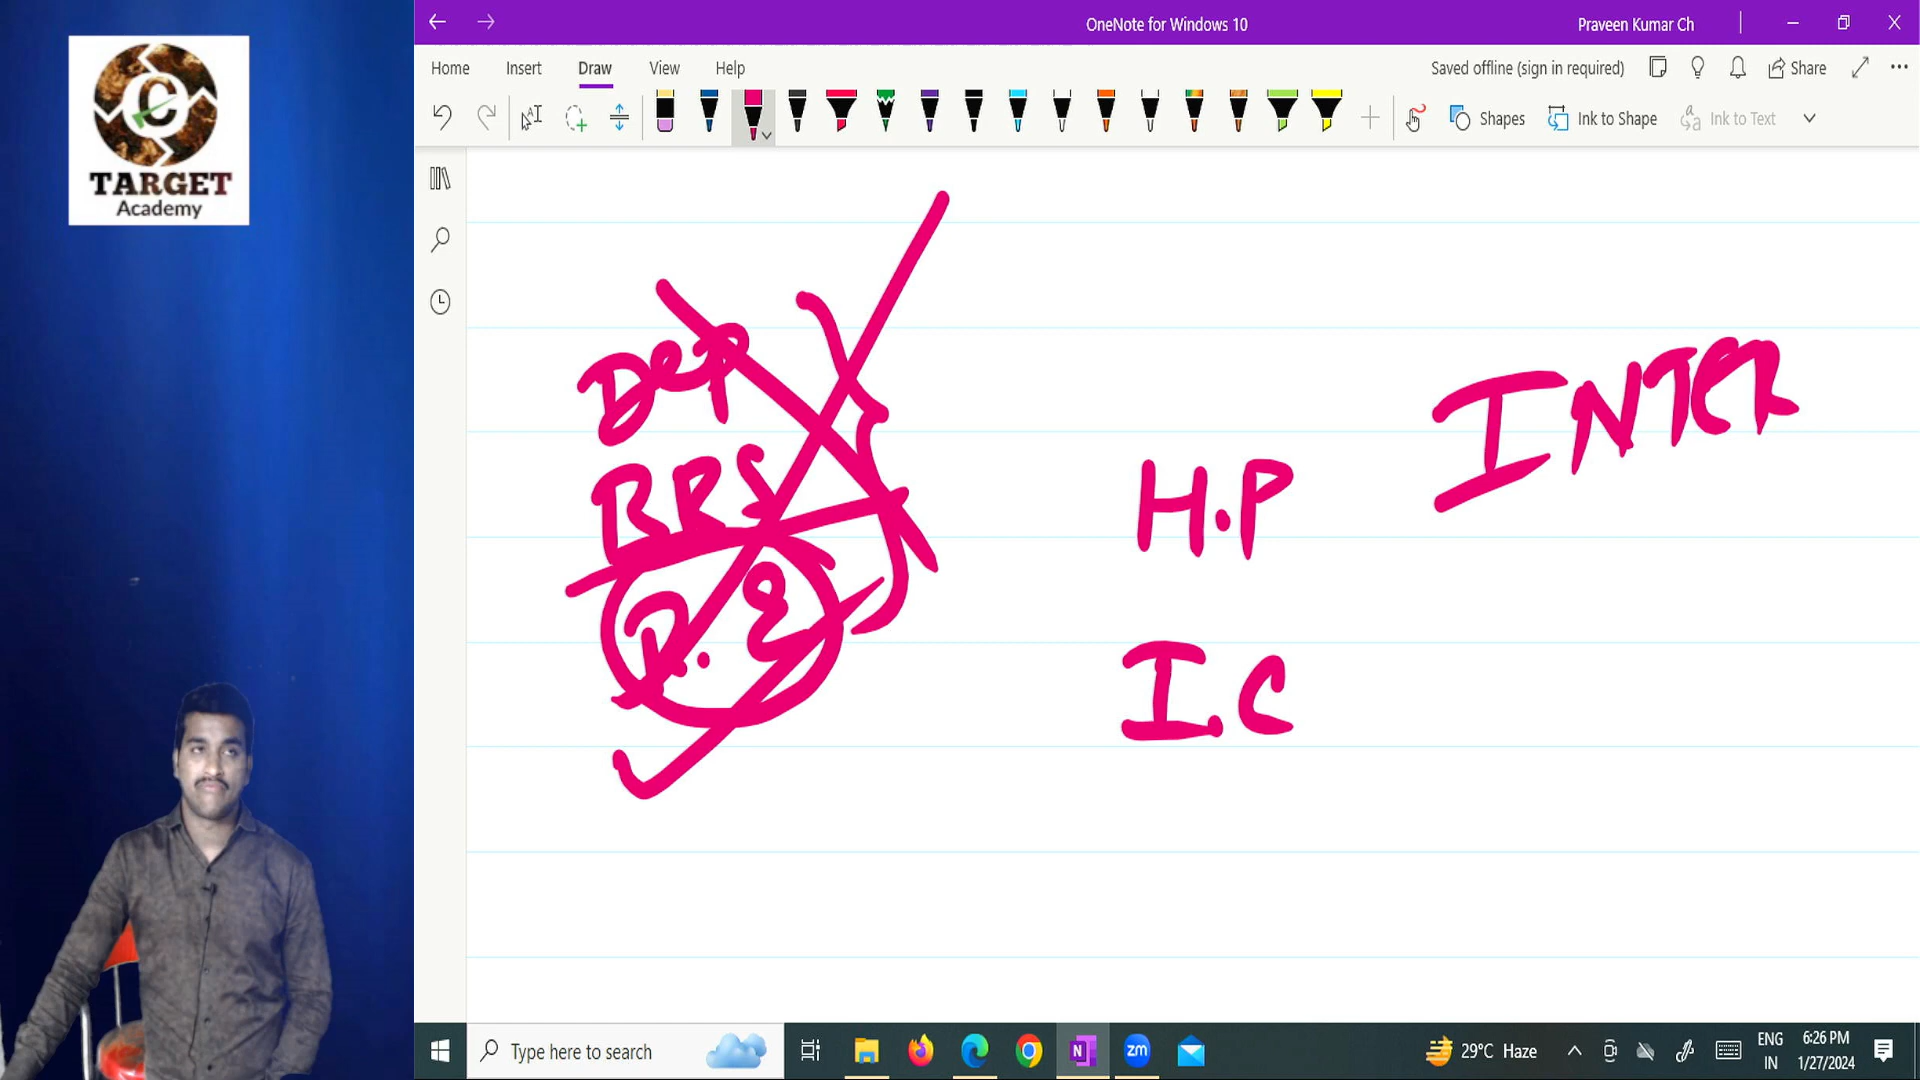 TARGET
Academy
OneNote for Windows 10
Praveen Kumar Ch
Home Insert Draw View Help
Saved offline (sign in required)
Share
Shapes
Ink to Shape
Ink to Text
Dep
BRS
H.P
I.C
INTER
Type here to search
29°C Haze
ENG
IN
6:26 PM
1/27/2024